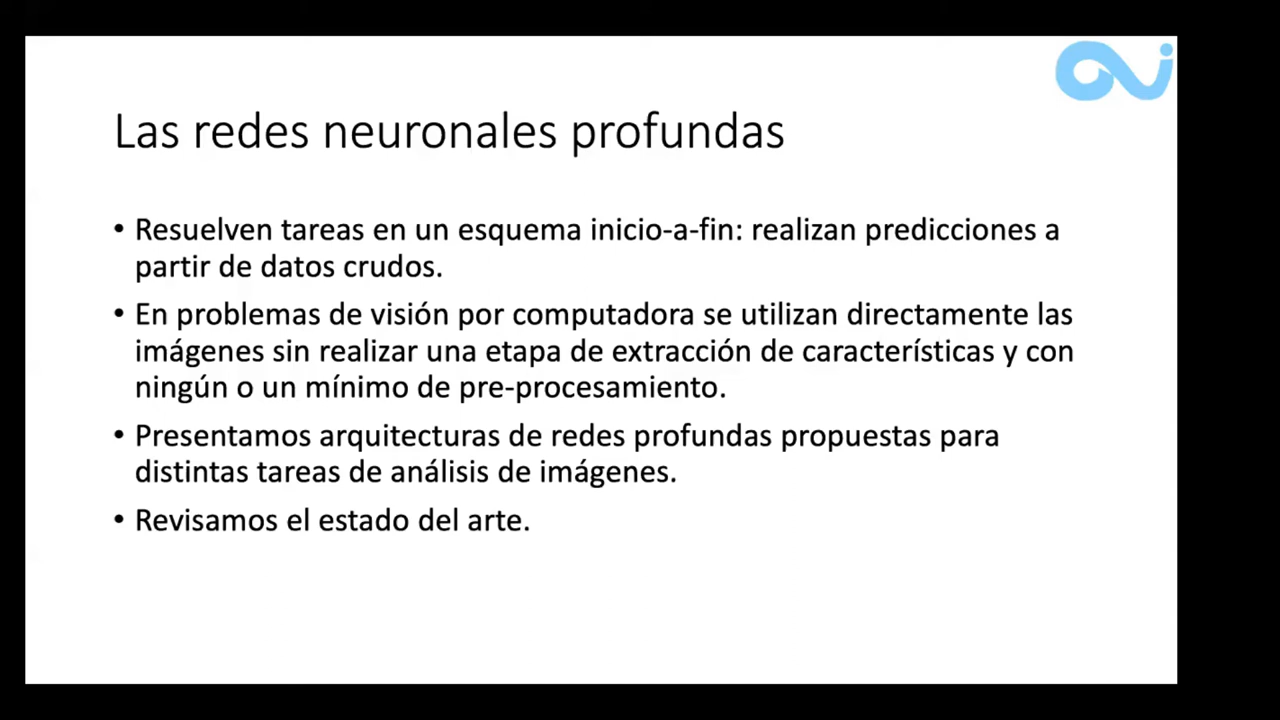 Las redes neuronales profundas
• Resuelven tareas en un esquema inicio-a-fin: realizan predicciones a
partir de datos crudos.
• En problemas de visión por computadora se utilizan directamente las
imágenes sin realizar una etapa de extracción de características y con
ningún o un mínimo de pre-procesamiento.
• Presentamos arquitecturas de redes profundas propuestas para
distintas tareas de análisis de imágenes.
• Revisamos el estado del arte.